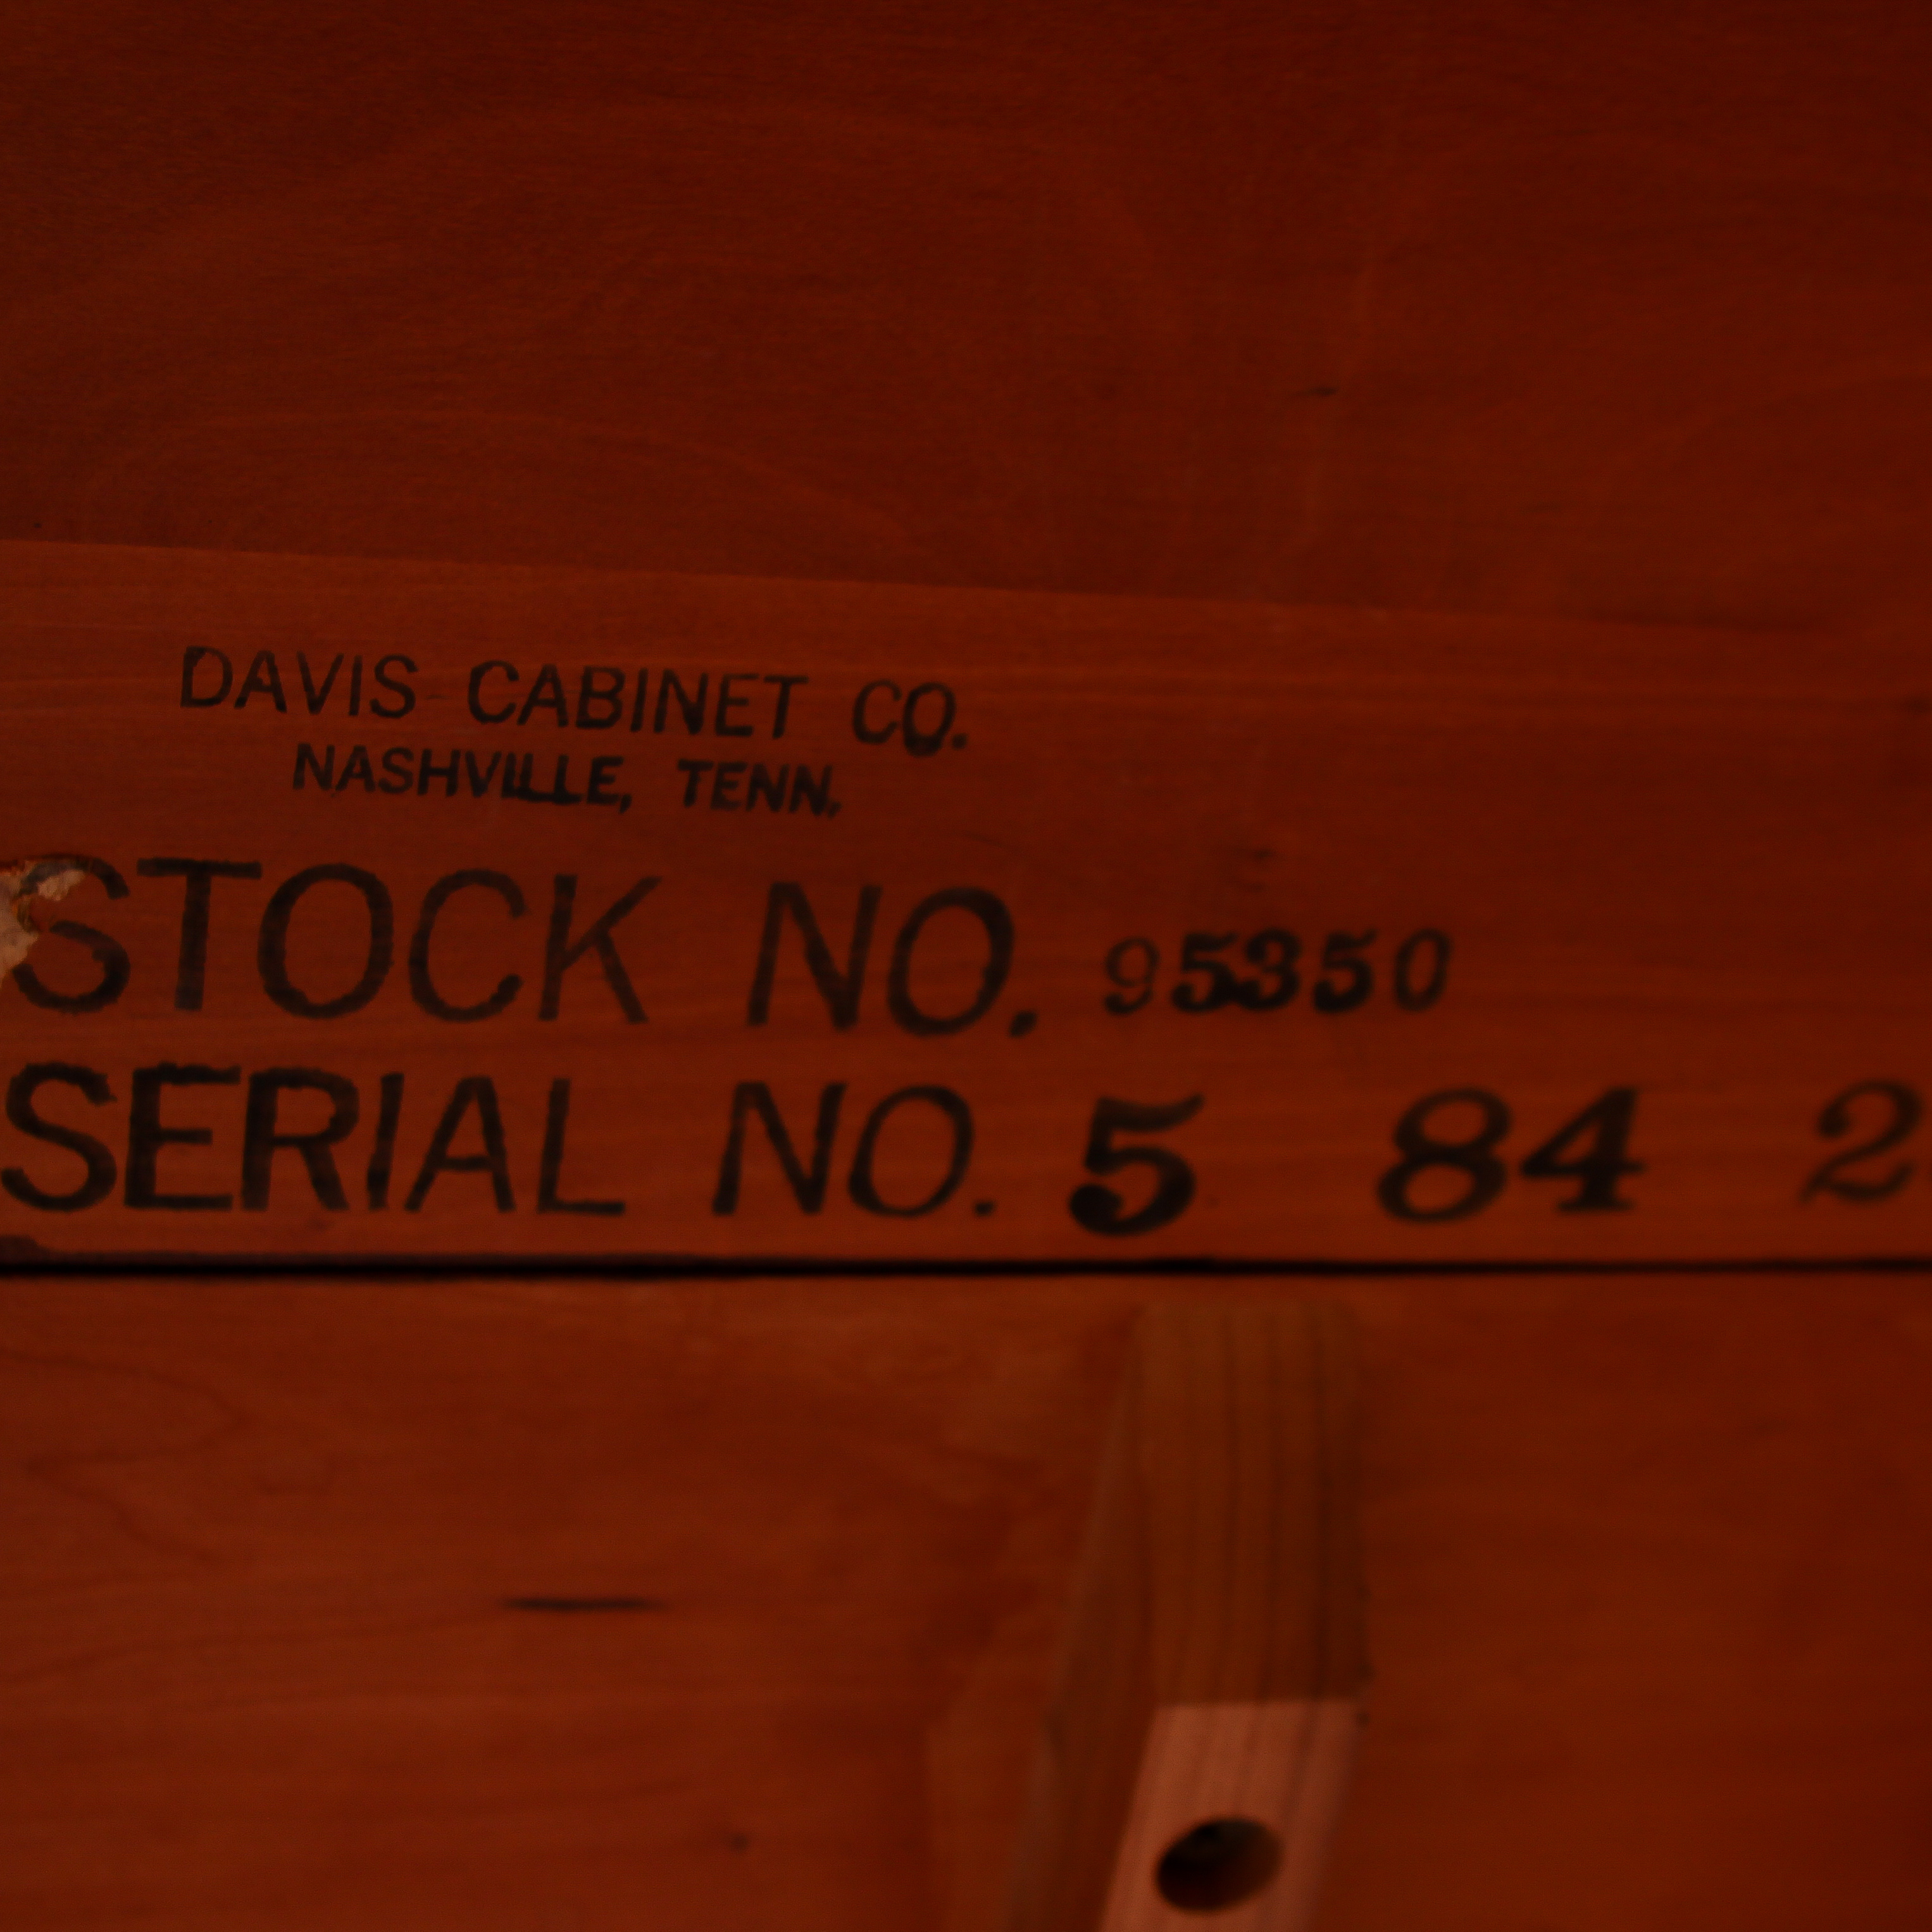 DAVIS CABINET CO.
NASHVILLE, TENN.
STOCK NO. 95350
SERIAL NO. 5 84 2